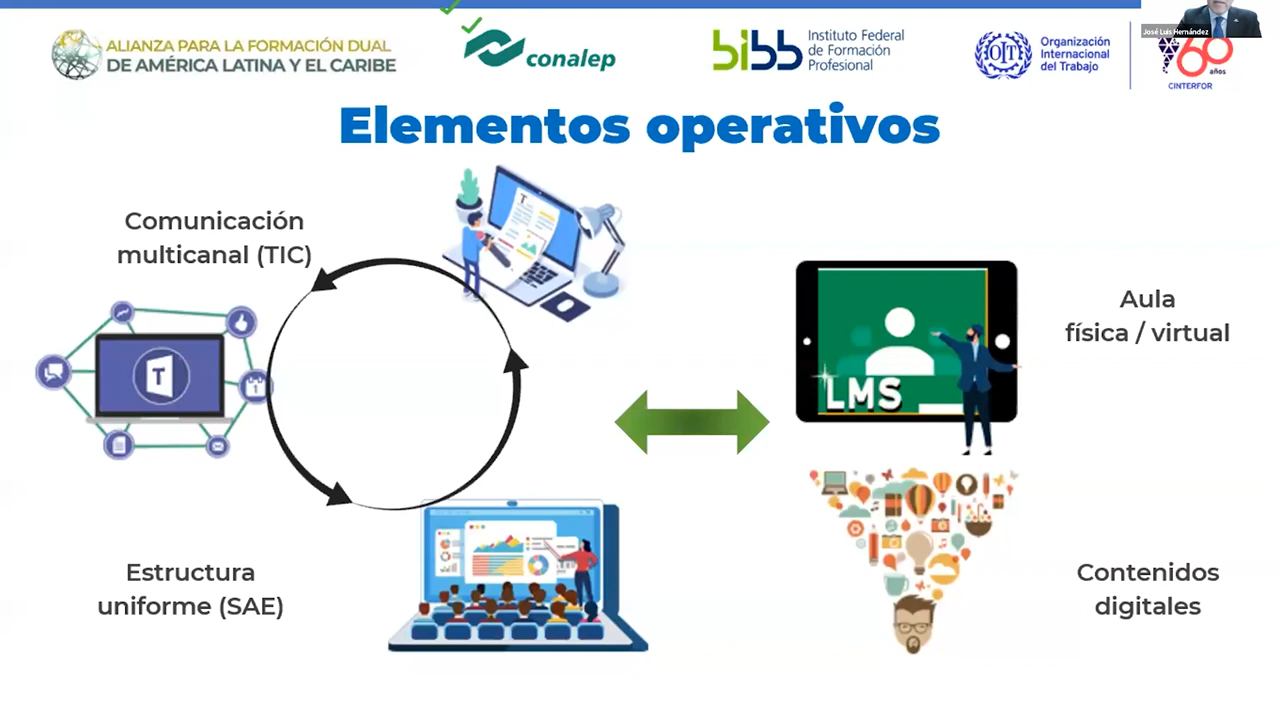 José Luis Hernández
ALIANZA PARA LA FORMACIÓN DUAL
DE AMÉRICA LATINA Y EL CARIBE
conalep
bibb
Instituto Federal
de Formación
Profesional
OIT
Organización
Internacional
del Trabajo
60
años
CINTERFOR
Elementos operativos
Comunicación
multicanal (TIC)
T
T
1
LMS
Aula
física / virtual
Estructura
uniforme (SAE)
Contenidos
digitales